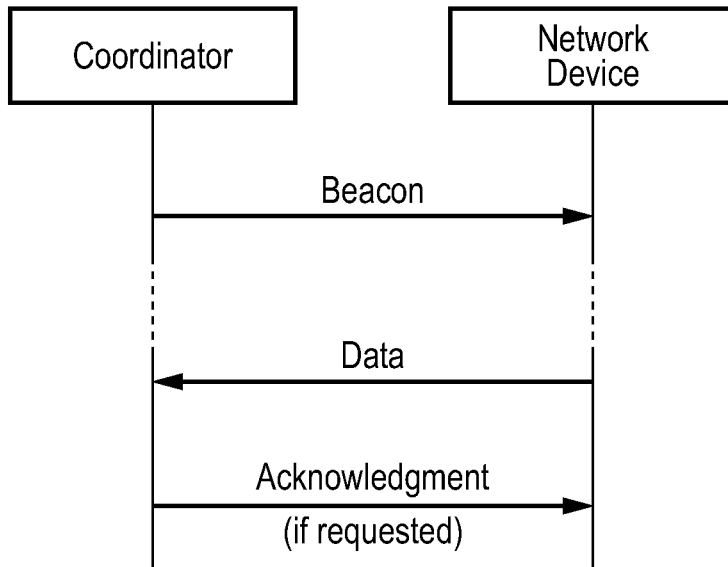 Coordinator
Network
Device
Beacon
Data
Acknowledgment
(if requested)